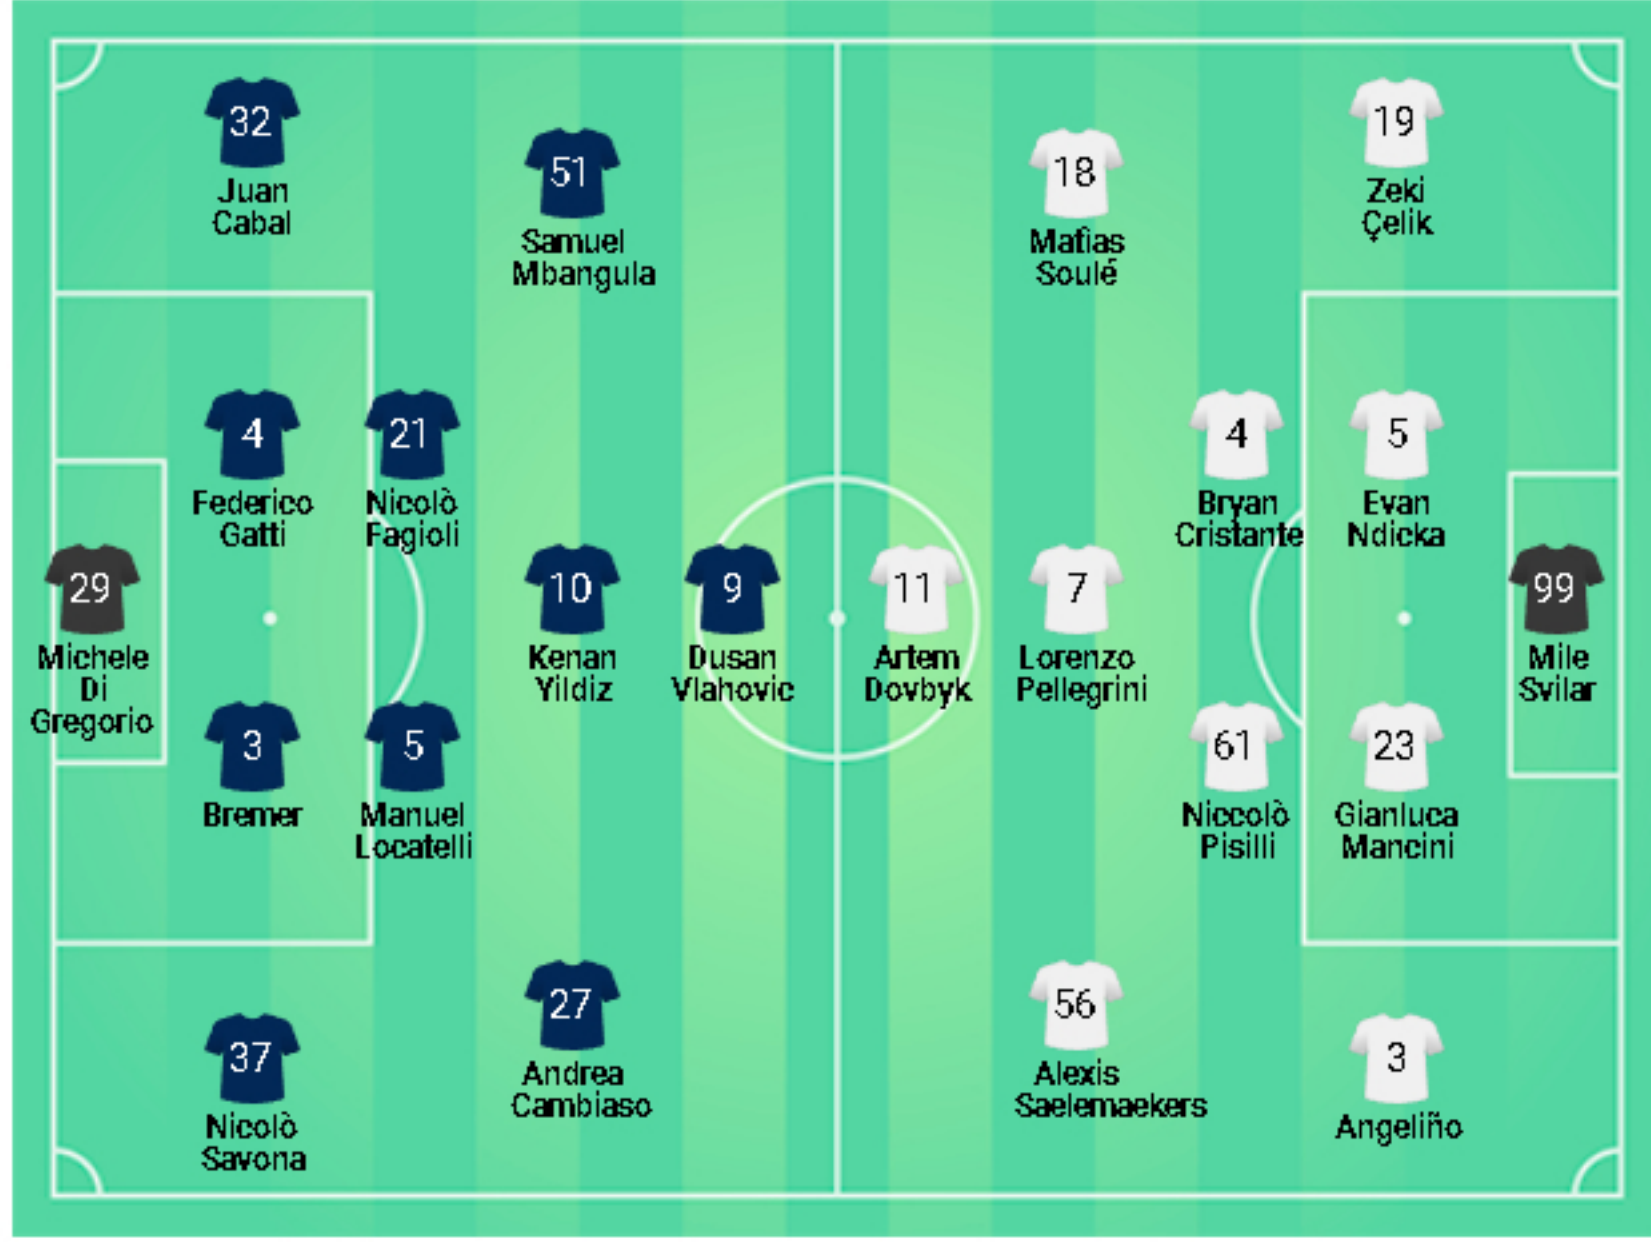 32
Juan
Cabal
51
Samuel
Mbangula
18
Matìas
Soulé
19
Zeki
Çelik
4
Federico
Gatti
21
Nicolò
Fagioli
4
Bryan
Cristante
5
Evan
Ndicka
29
Michele
Di
Gregorio
10
Kenan
Yildiz
9
Dusan
Vlahovic
11
Artem
Dovbyk
7
Lorenzo
Pellegrini
99
Mile
Svilar
3
Bremer
5
Manuel
Locatelli
61
Niccolò
Pisilli
23
Gianluca
Mancini
37
Nicolò
Savona
27
Andrea
Cambiaso
56
Alexis
Saelemaekers
3
Angeliño